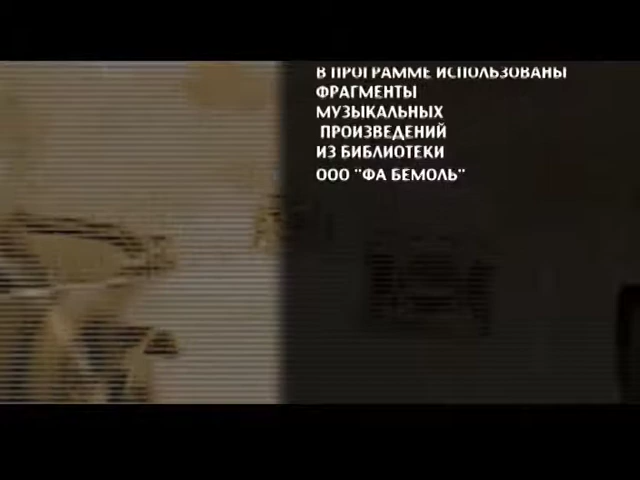 В ПРОГРАММЕ ИСПОЛЬЗОВАНЫ
ФРАГМЕНТЫ
МУЗЫКАЛЬНЫХ
ПРОИЗВЕДЕНИЙ
ИЗ БИБЛИОТЕКИ
ООО "ФА БЕМОЛЬ"